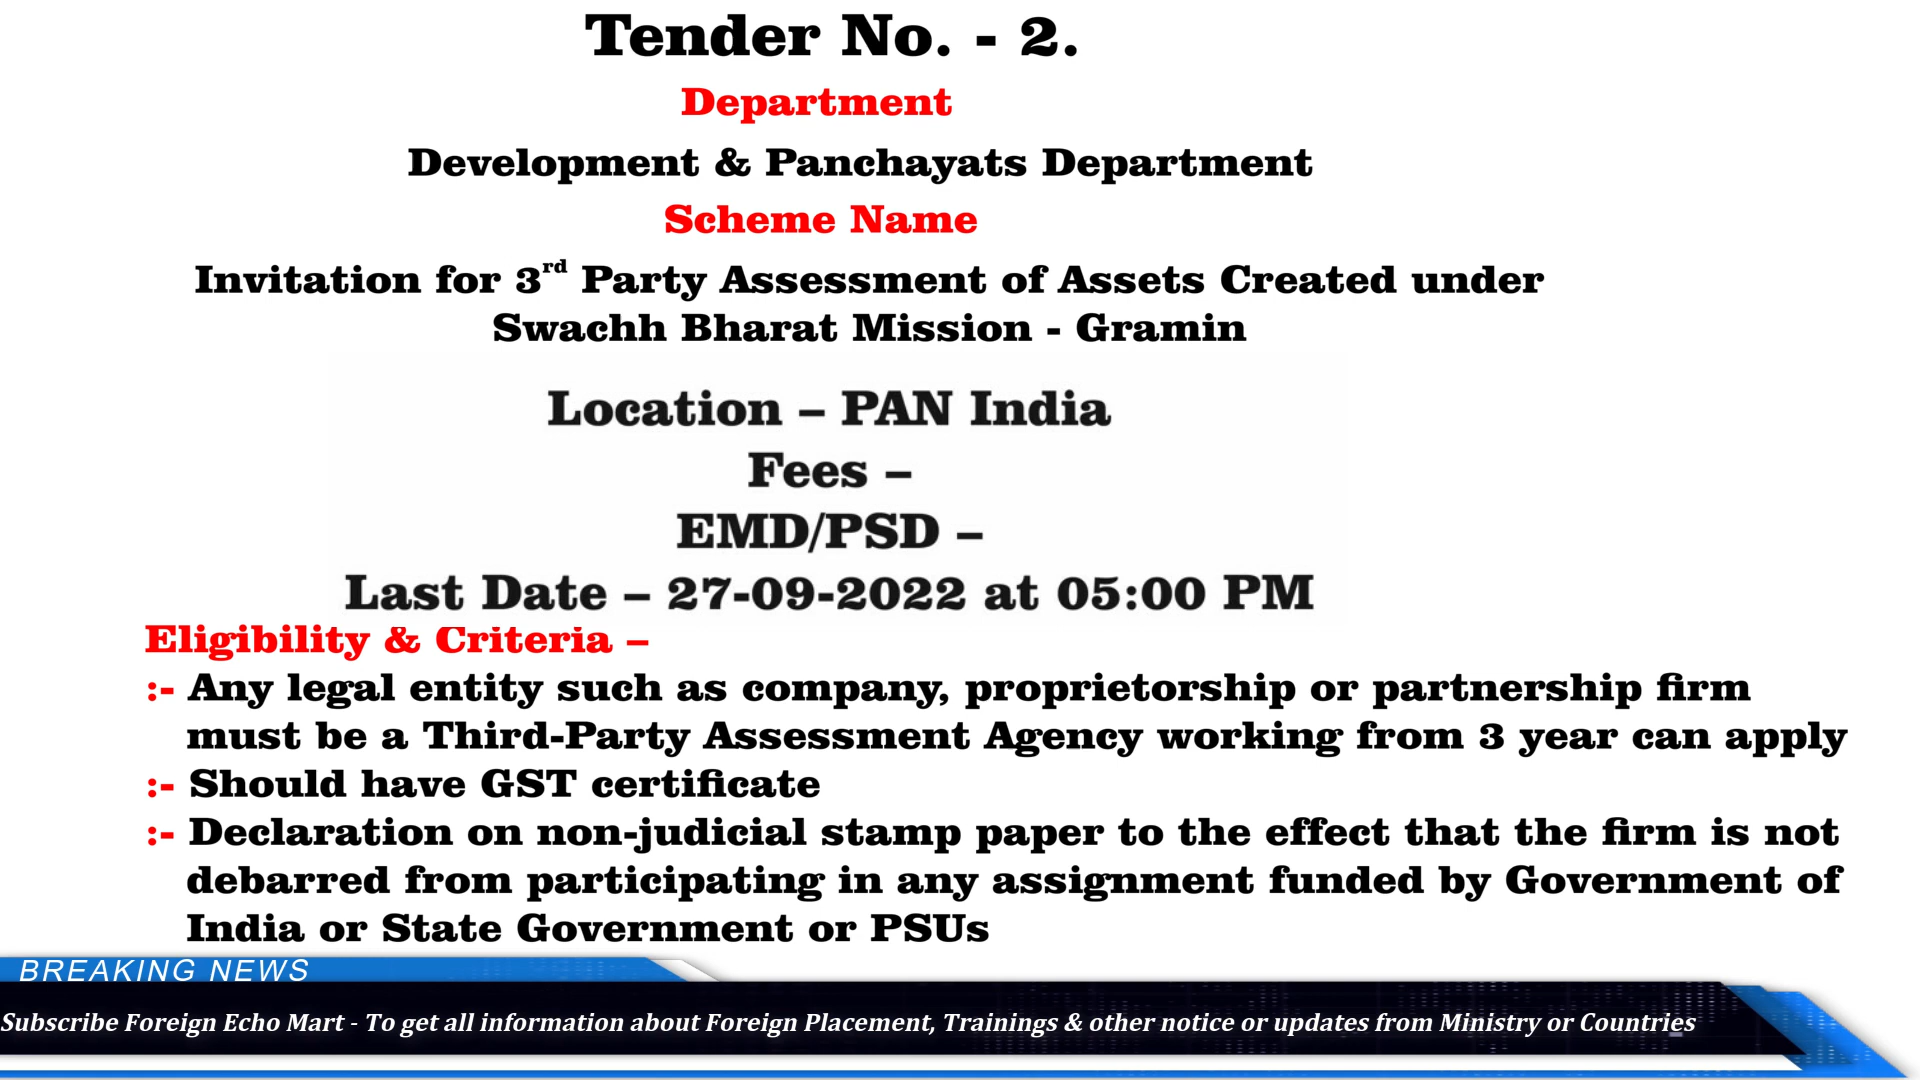 Tender No. - 2.
Department
Development & Panchayats Department
Scheme Name
Invitation for 3rd Party Assessment of Assets Created under
Swachh Bharat Mission - Gramin
Location – PAN India
Fees –
EMD/PSD –
Last Date – 27-09-2022 at 05:00 PM
Eligibility & Criteria –
:- Any legal entity such as company, proprietorship or partnership firm
must be a Third-Party Assessment Agency working from 3 year can apply
:- Should have GST certificate
:- Declaration on non-judicial stamp paper to the effect that the firm is not
debarred from participating in any assignment funded by Government of
India or State Government or PSUs
BREAKING NEWS
Subscribe Foreign Echo Mart - To get all information about Foreign Placement, Trainings & other notice or updates from Ministry or Countries